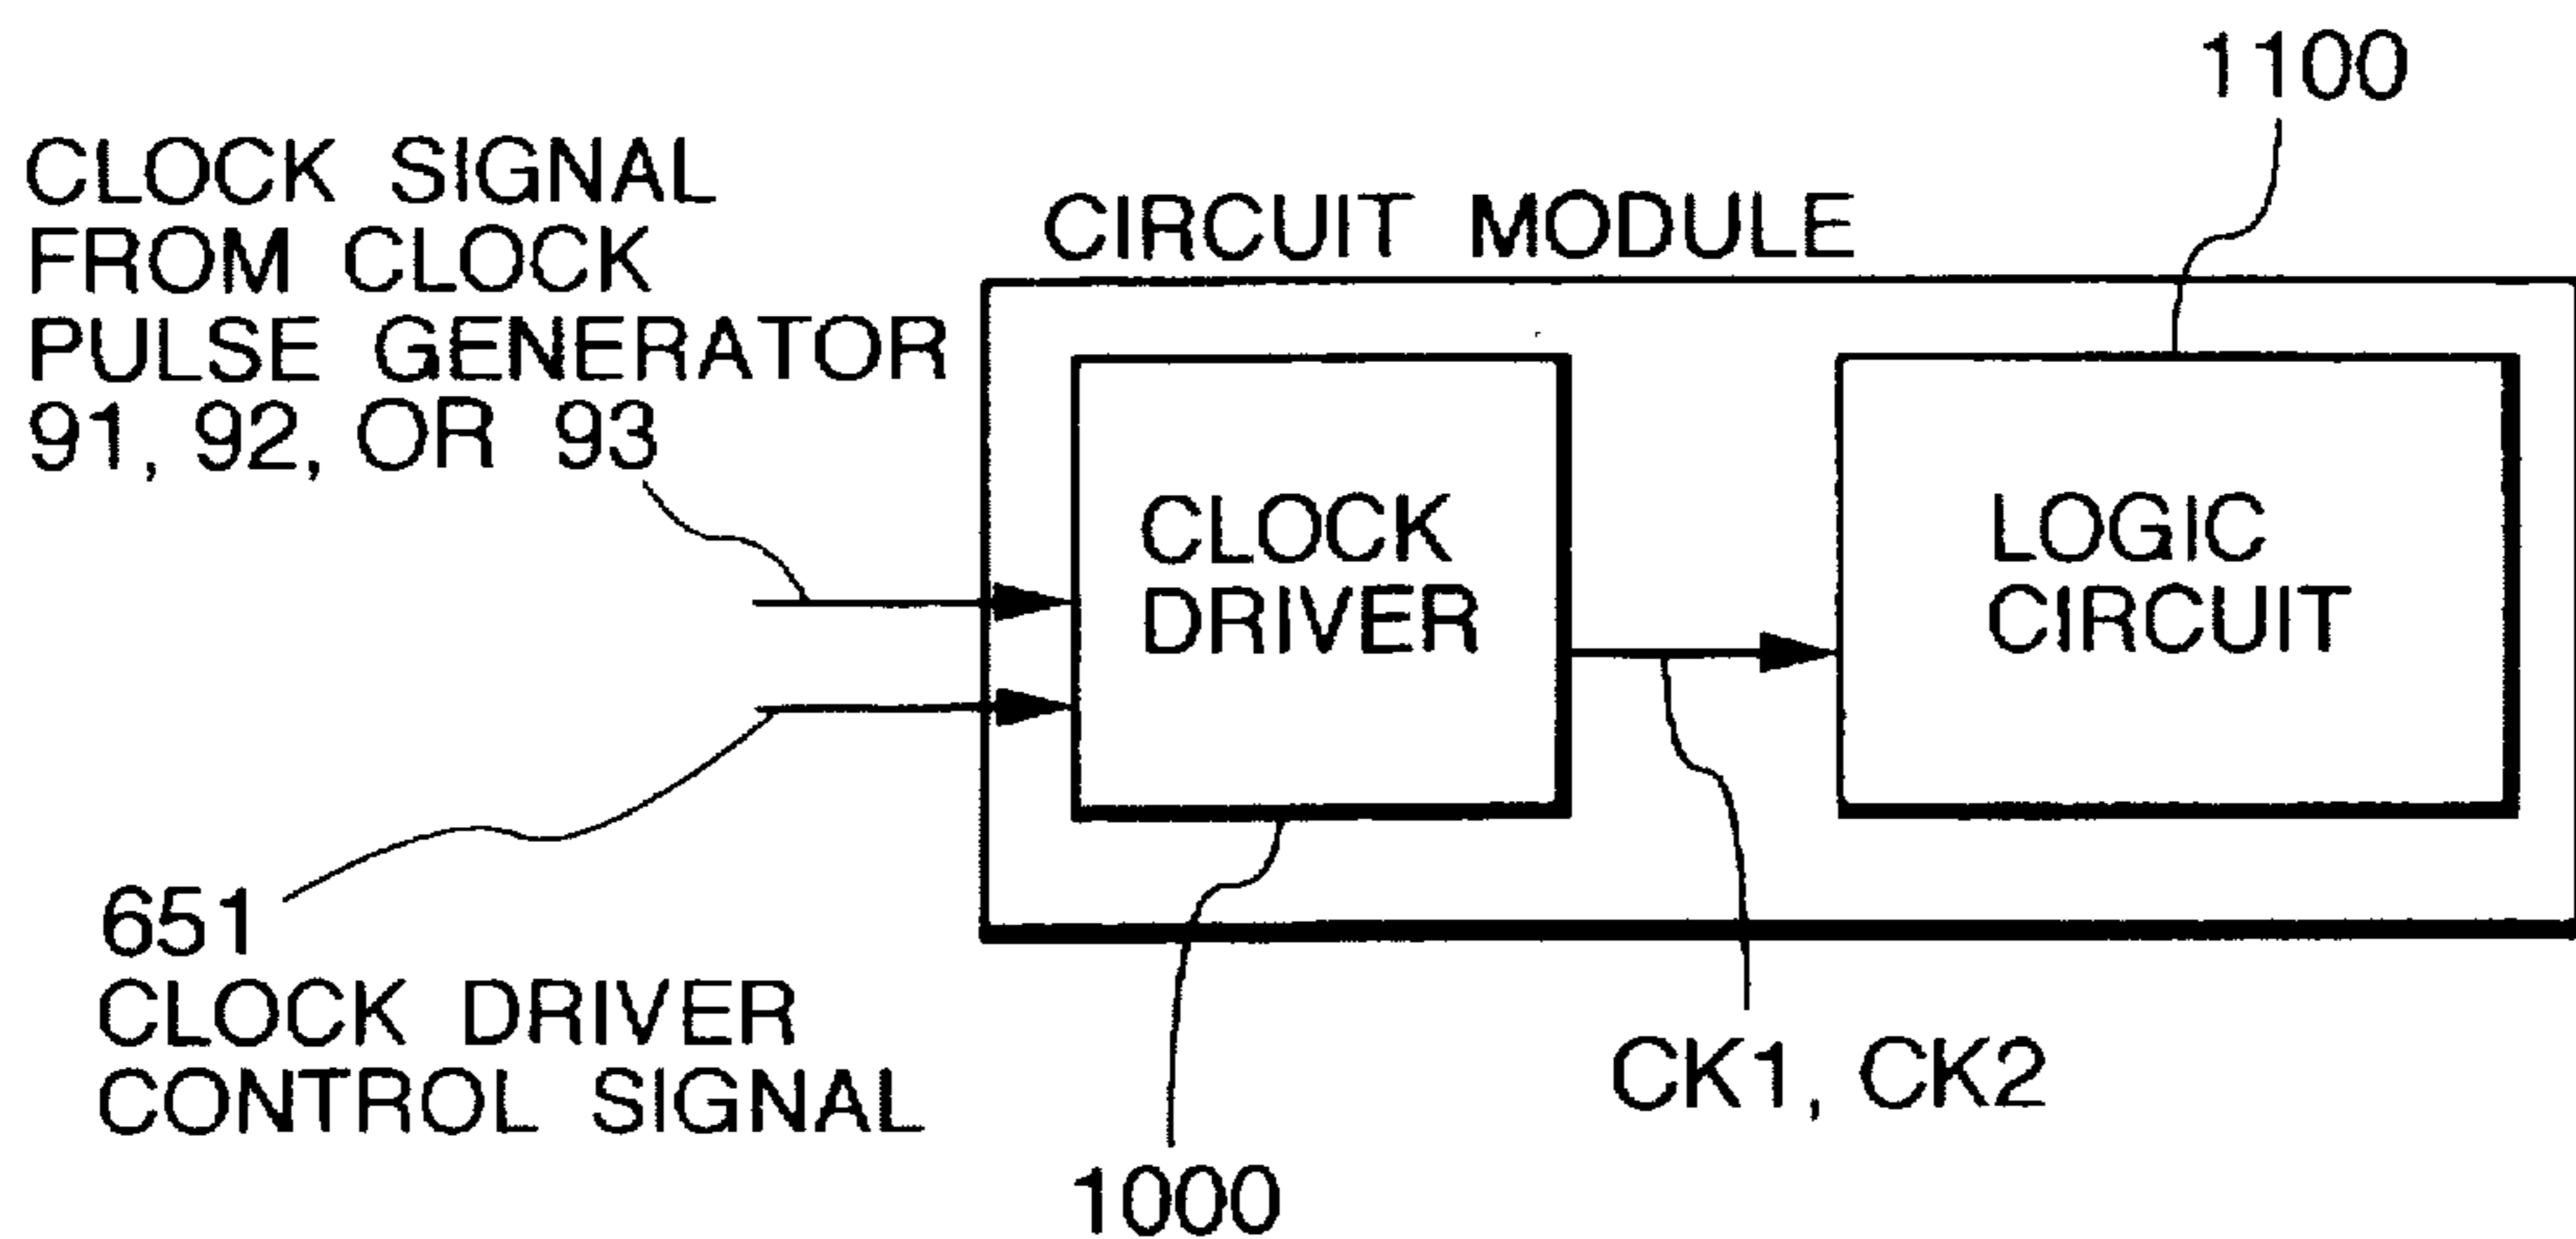 1100
CLOCK SIGNAL
FROM CLOCK
PULSE GENERATOR
91, 92, OR 93
CIRCUIT MODULE
CLOCK
DRIVER
LOGIC
CIRCUIT
651
CLOCK DRIVER
CONTROL SIGNAL
CK1, CK2
1000